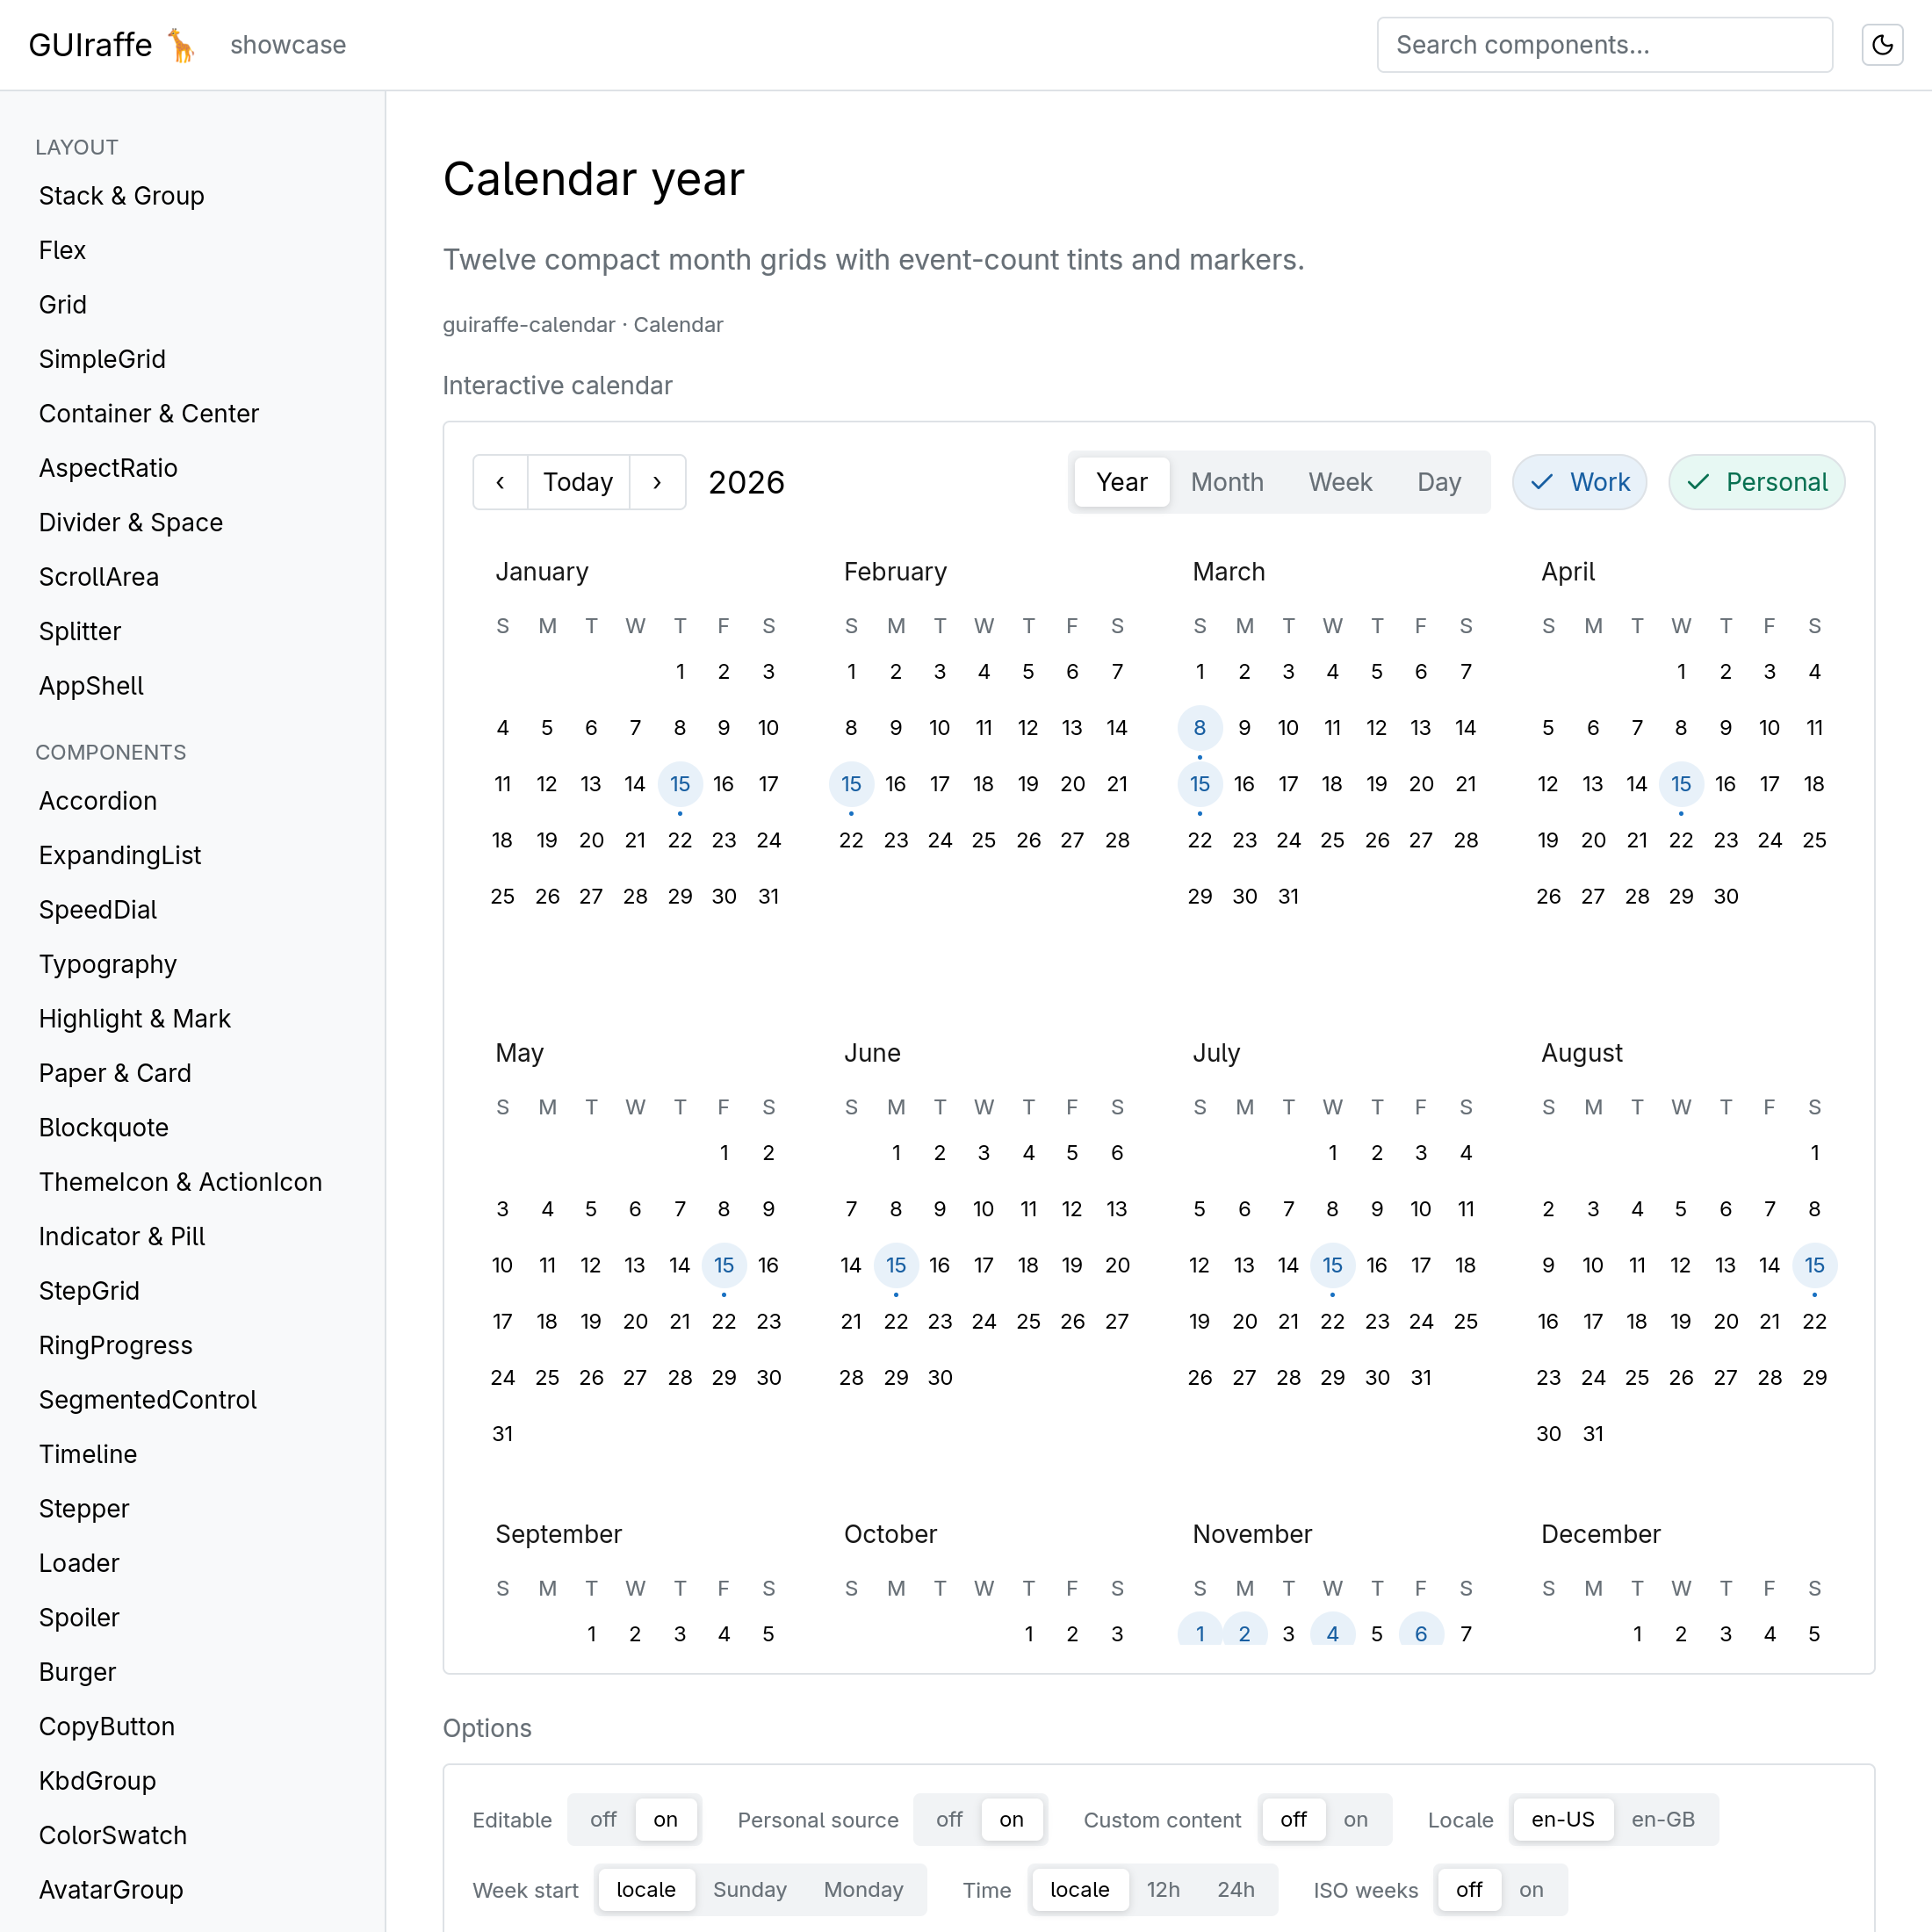 GUIraffe 🦒 showcase Search components...
LAYOUT
Stack & Group
Flex
Grid
SimpleGrid
Container & Center
AspectRatio
Divider & Space
ScrollArea
Splitter
AppShell
COMPONENTS
Accordion
ExpandingList
SpeedDial
Typography
Highlight & Mark
Paper & Card
Blockquote
ThemeIcon & ActionIcon
Indicator & Pill
StepGrid
RingProgress
SegmentedControl
Timeline
Stepper
Loader
Spoiler
Burger
CopyButton
KbdGroup
ColorSwatch
AvatarGroup
Calendar year
Twelve compact month grids with event-count tints and markers.
guiraffe-calendar · Calendar
Interactive calendar
‹ Today › 2026 Year Month Week Day ✓ Work ✓ Personal
January February March April
S M T W T F S S M T W T F S S M T W T F S S M T W T F S
1 2 3 1 2 3 4 5 6 7 1 2 3 4 5 6 7 1 2 3 4
4 5 6 7 8 9 10 8 9 10 11 12 13 14 8 9 10 11 12 13 14 5 6 7 8 9 10 11
11 12 13 14 15 16 17 15 16 17 18 19 20 21 15 16 17 18 19 20 21 12 13 14 15 16 17 18
18 19 20 21 22 23 24 22 23 24 25 26 27 28 22 23 24 25 26 27 28 19 20 21 22 23 24 25
25 26 27 28 29 30 31 29 30 31 26 27 28 29 30
May June July August
S M T W T F S S M T W T F S S M T W T F S S M T W T F S
1 2 1 2 3 4 5 6 1 2 3 4 1
3 4 5 6 7 8 9 7 8 9 10 11 12 13 5 6 7 8 9 10 11 2 3 4 5 6 7 8
10 11 12 13 14 15 16 14 15 16 17 18 19 20 12 13 14 15 16 17 18 9 10 11 12 13 14 15
17 18 19 20 21 22 23 21 22 23 24 25 26 27 19 20 21 22 23 24 25 16 17 18 19 20 21 22
24 25 26 27 28 29 30 28 29 30 26 27 28 29 30 31 23 24 25 26 27 28 29
31 30 31
September October November December
S M T W T F S S M T W T F S S M T W T F S S M T W T F S
1 2 3 4 5 1 2 3 1 2 3 4 5 6 7 1 2 3 4 5
Options
Editable off on Personal source off on Custom content off on Locale en-US en-GB
Week start locale Sunday Monday Time locale 12h 24h ISO weeks off on